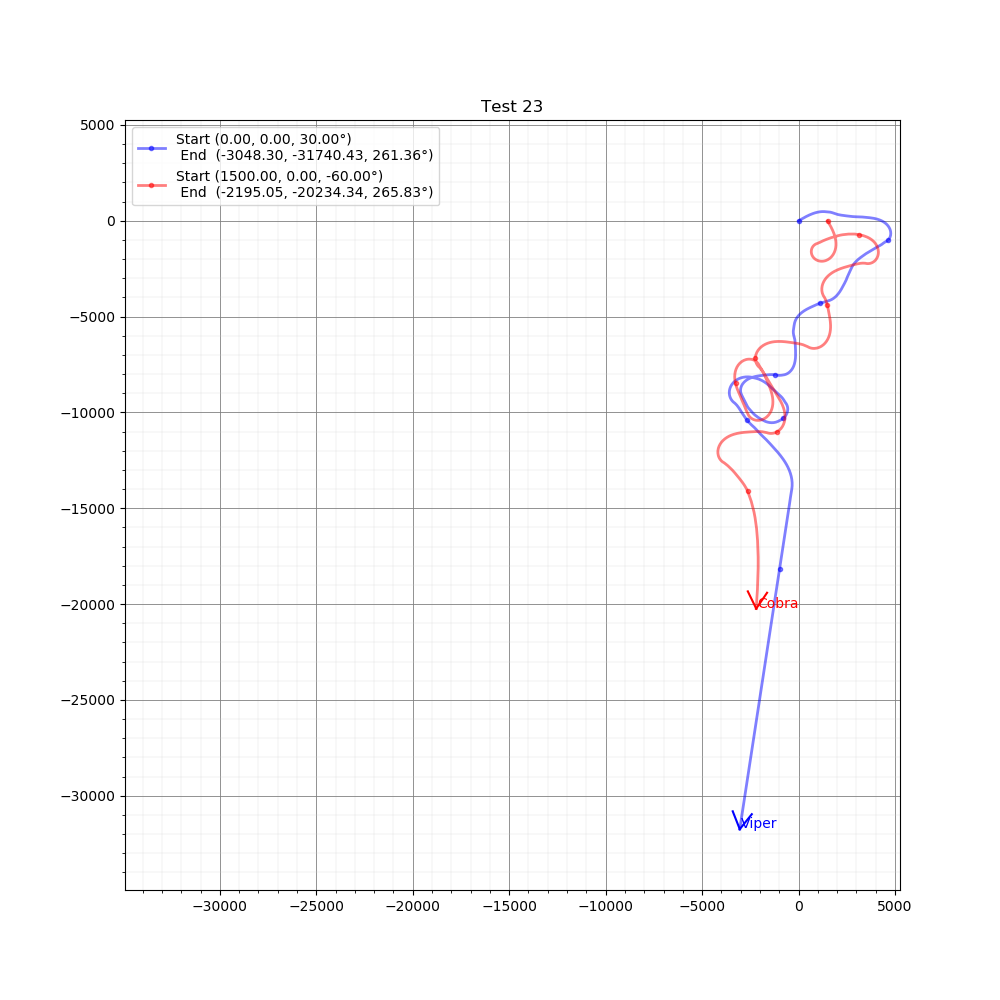 Test 23
Start (0.00, 0.00, 30.00°)
End (-3048.30, -31740.43, 261.36°)
Start (1500.00, 0.00, -60.00°)
End (-2195.05, -20234.34, 265.83°)
5000
0
−5000
−10000
−15000
−20000
−25000
−30000
Cobra
Viper
−30000 −25000 −20000 −15000 −10000 −5000 0 5000